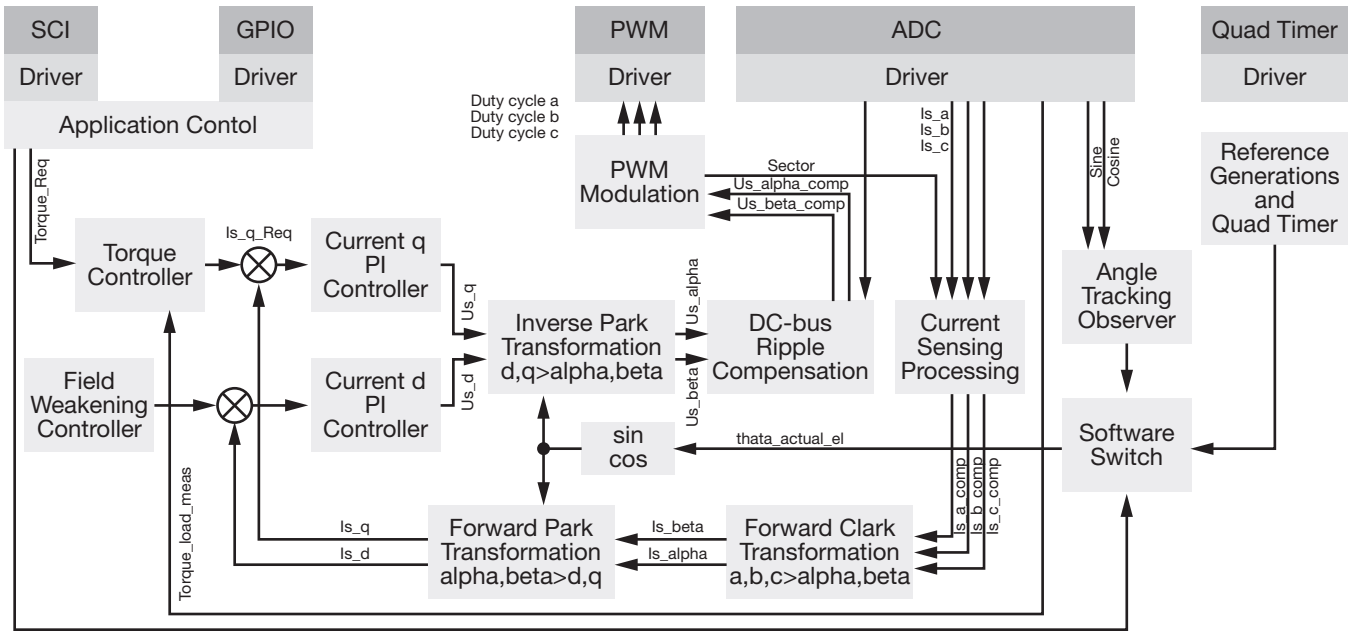 SCI
GPIO
PWM
ADC
Quad Timer
Driver
Driver
Driver
Driver
Driver
Application Contol
Duty cycle a
Duty cycle b
Duty cycle c
Is_a
Is_b
Is_c
Sine
Cosine
Torque_Req
PWM
Modulation
Sector
Us_alpha_comp
Us_beta_comp
Reference
Generations
and
Quad Timer
Torque
Controller
Is_q_Req
Current q
PI
Controller
Us_q
Inverse Park
Transformation
d,q>alpha,beta
Us_alpha
Us_beta
DC-bus
Ripple
Compensation
Current
Sensing
Processing
Angle
Tracking
Observer
Field
Weakening
Controller
Current d
PI
Controller
Us_d
sin
cos
thata_actual_el
Software
Switch
Is_a_comp
Is_b_comp
Is_c_comp
Torque_load_meas
Is_q
Is_d
Forward Park
Transformation
alpha,beta>d,q
Is_beta
Is_alpha
Forward Clark
Transformation
a,b,c>alpha,beta